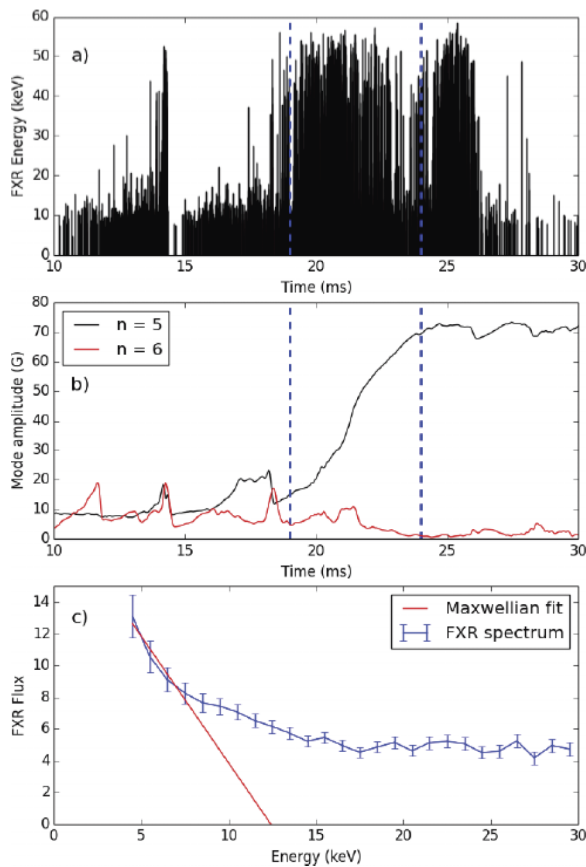 a)
FXR Energy (keV)
60
50
40
30
20
10
0
10 15 20 25 30
Time (ms)
n = 5
n = 6
b)
Mode amplitude (G)
80
70
60
50
40
30
20
10
0
10 15 20 25 30
Time (ms)
c)
Maxwellian fit
FXR spectrum
FXR Flux
14
12
10
8
6
4
2
0
0 5 10 15 20 25 30
Energy (keV)